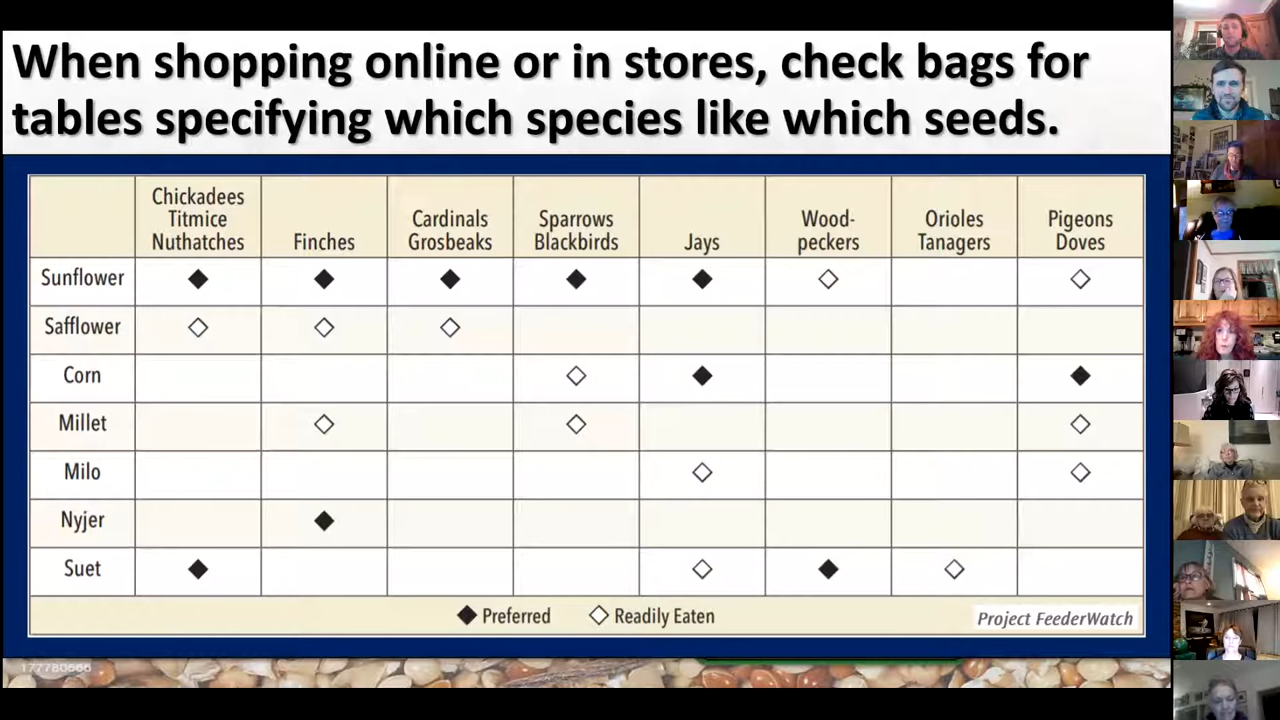 When shopping online or in stores, check bags for
tables specifying which species like which seeds.
Chickadees
Titmice
Nuthatches
Finches
Cardinals
Grosbeaks
Sparrows
Blackbirds
Jays
Wood-
peckers
Orioles
Tanagers
Pigeons
Doves
Sunflower
Safflower
Corn
Millet
Milo
Nyjer
Suet
Preferred
Readily Eaten
Project FeederWatch
177780666